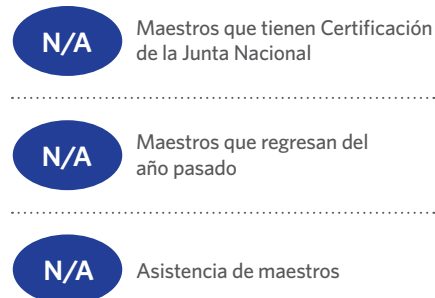 N/A
Maestros que tienen Certificación
de la Junta Nacional
N/A
Maestros que regresan del
año pasado
N/A
Asistencia de maestros